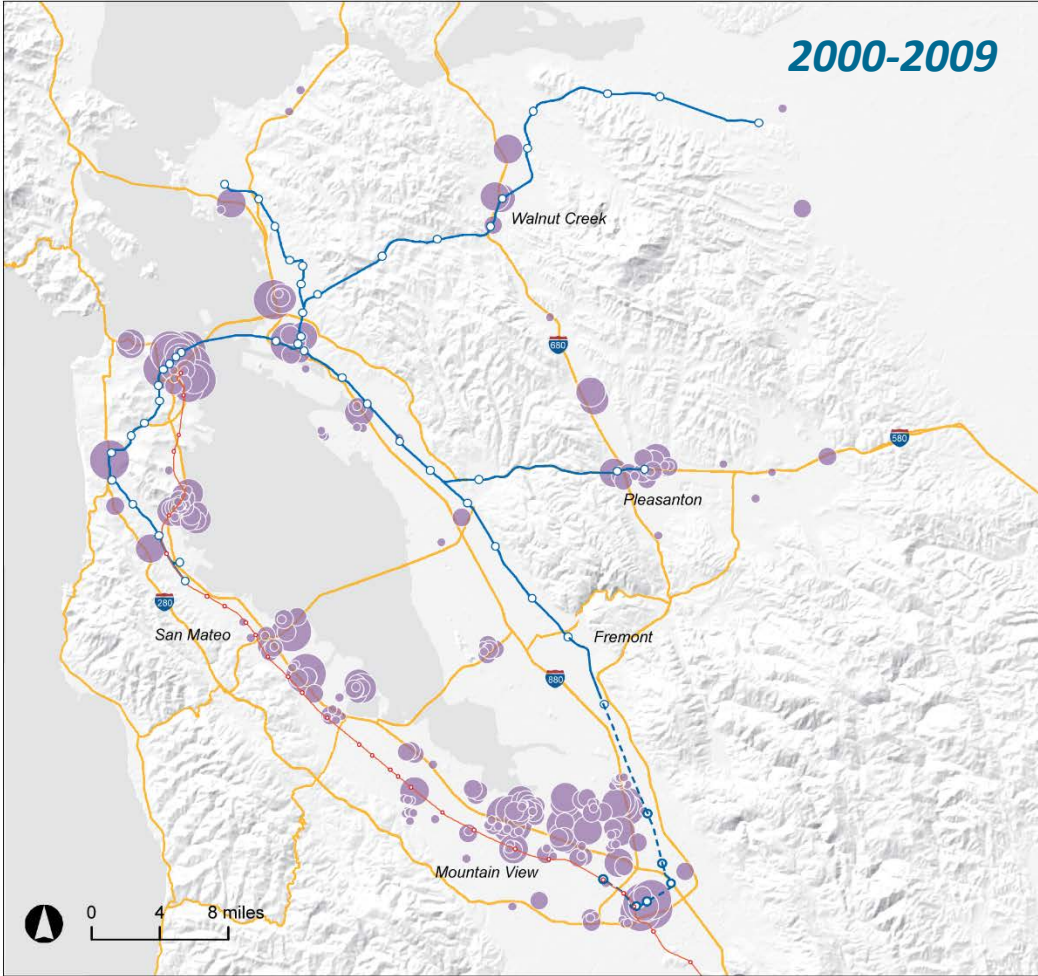 2000-2009
Walnut Creek
680
580
Pleasanton
280
San Mateo
Fremont
880
Mountain View
0 4 8 miles